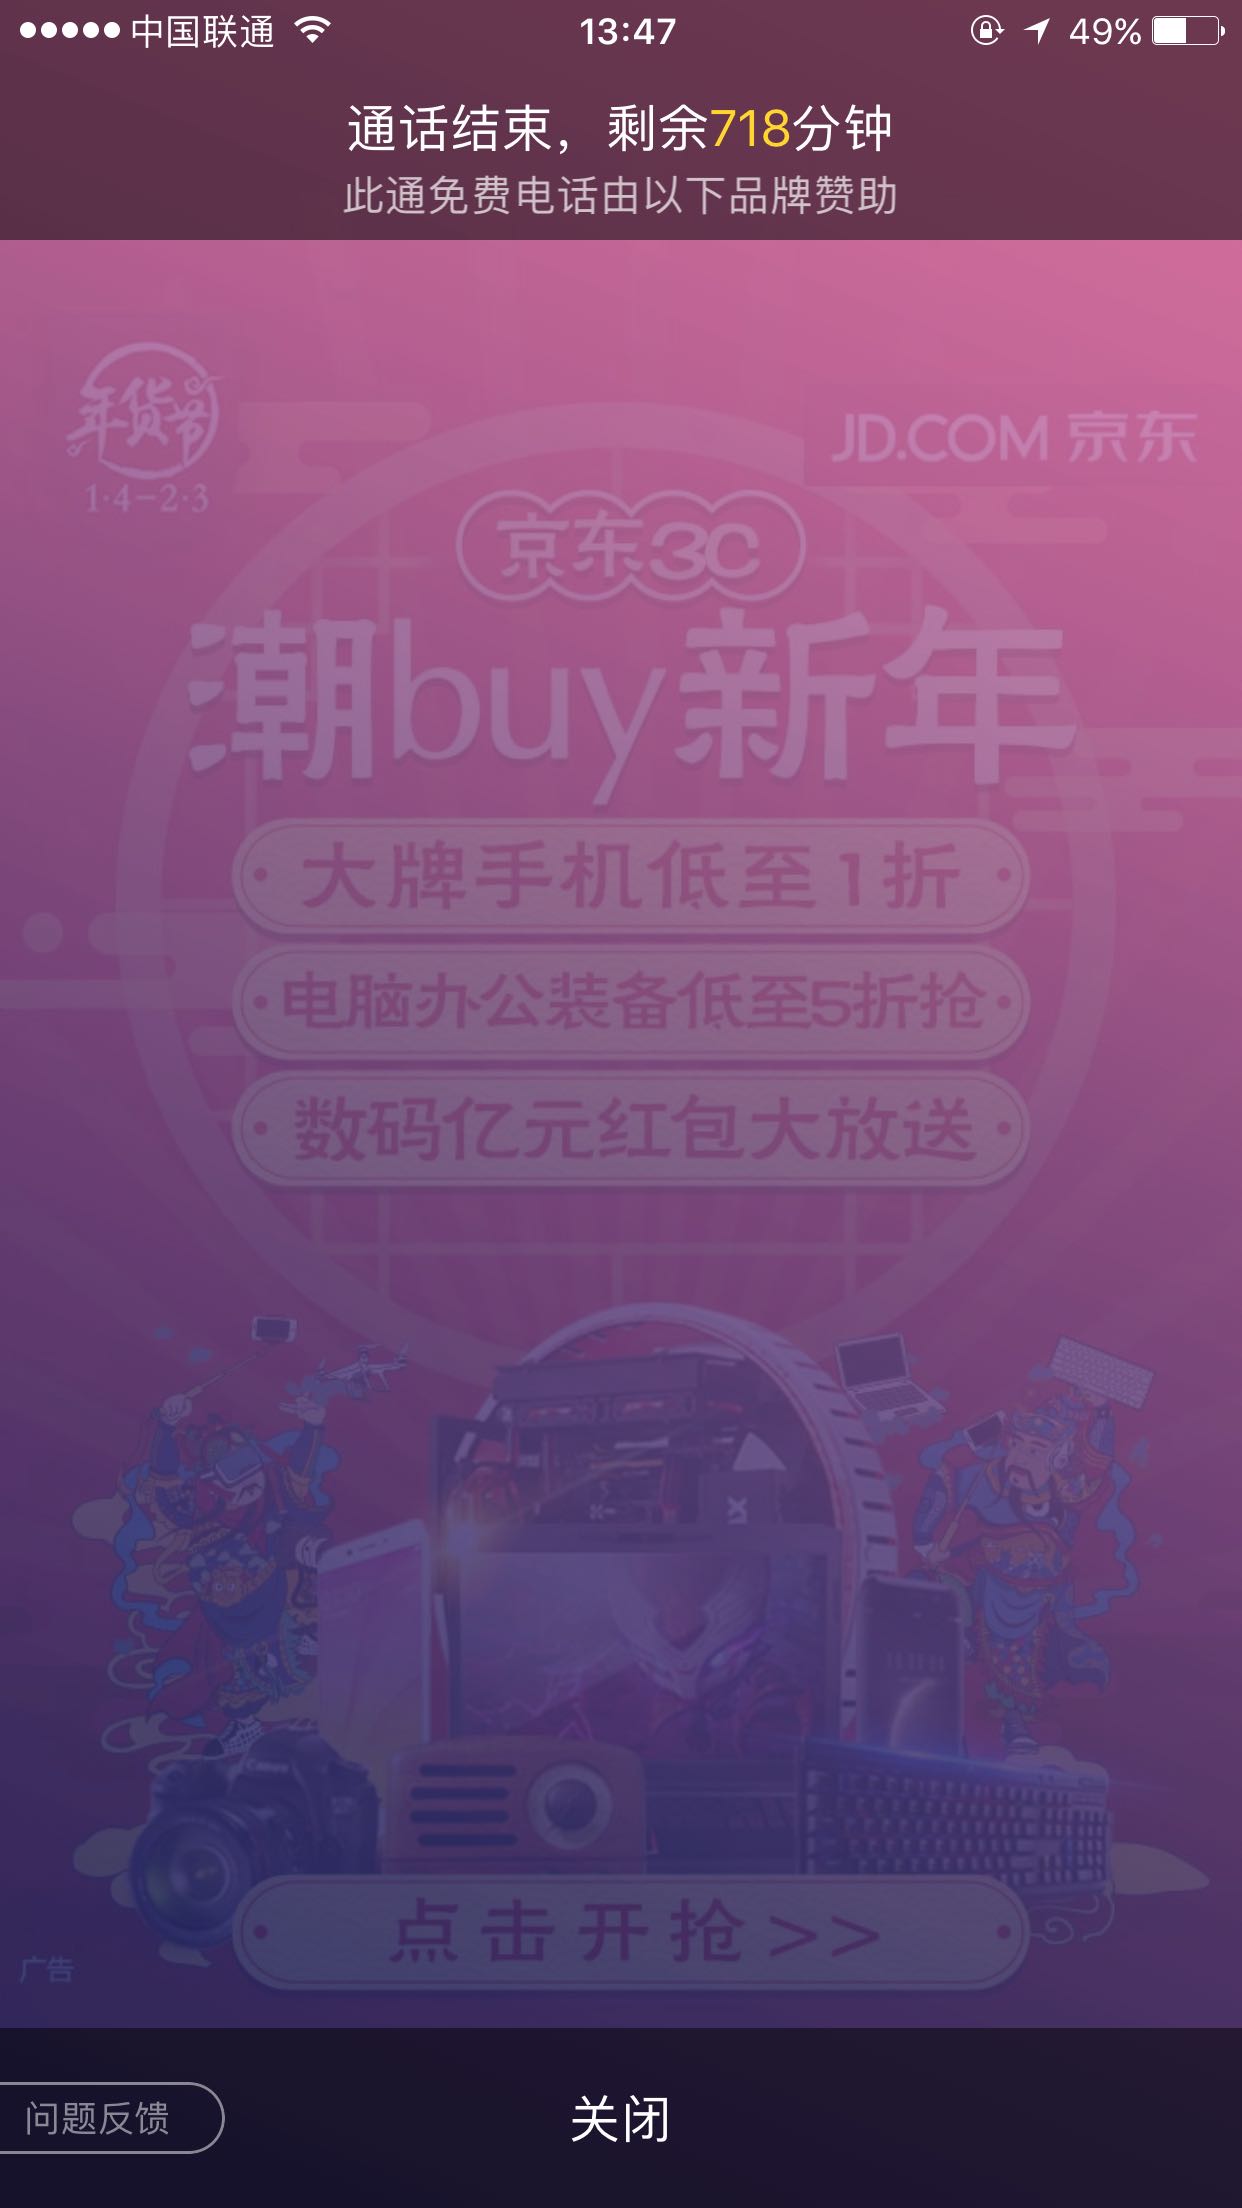 中国联通 13:47 49%
通话结束，剩余718分钟
此通免费电话由以下品牌赞助
年货节
1·4-2·3
JD.COM 京东
京东3C
潮buy新年
大牌手机低至1折
电脑办公装备低至5折抢
数码亿元红包大放送
Canon
点击开抢>>
广告
问题反馈
关闭